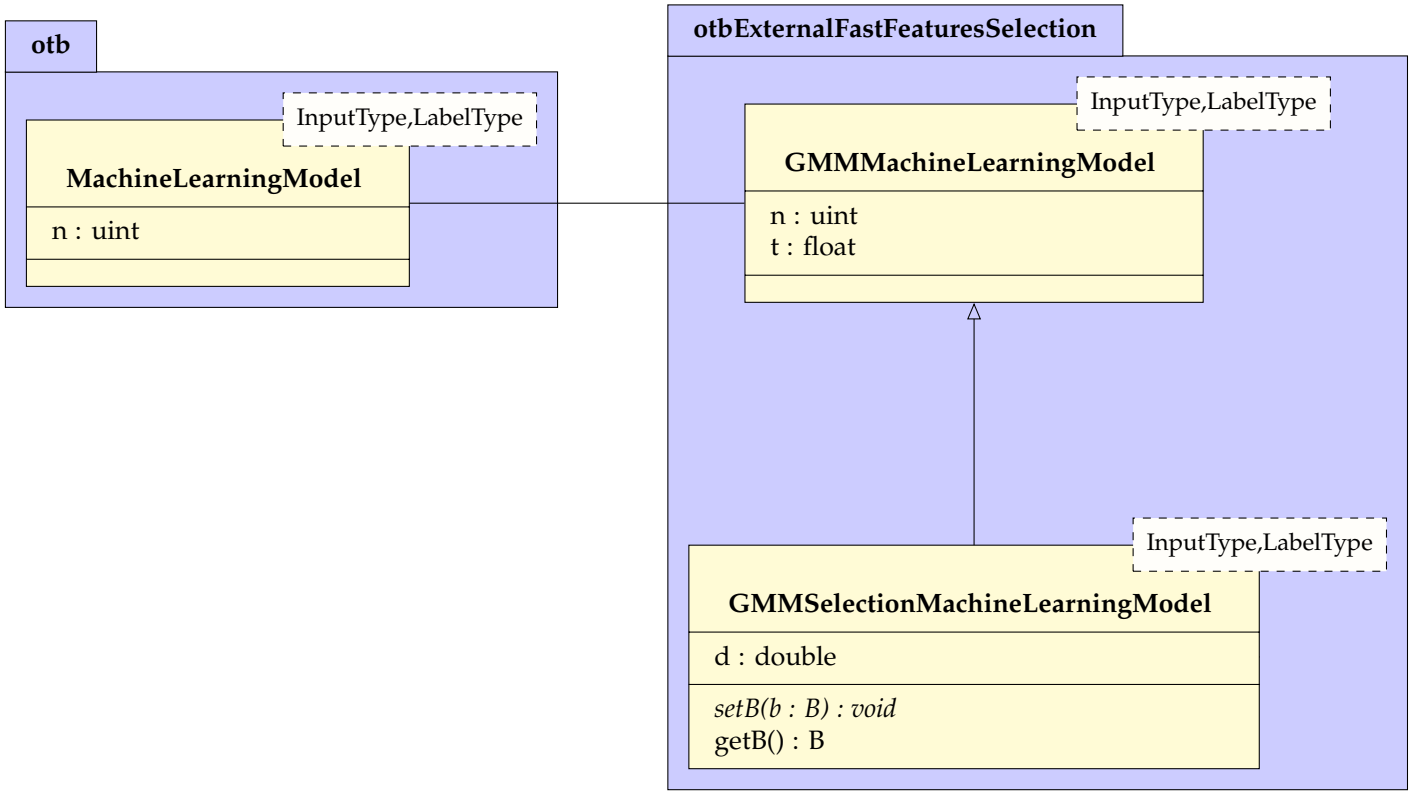 otb
InputType,LabelType
MachineLearningModel
n : uint
otbExternalFastFeaturesSelection
InputType,LabelType
GMMMachineLearningModel
n : uint
t : float
InputType,LabelType
GMMSelectionMachineLearningModel
d : double
setB(b : B) : void
getB() : B